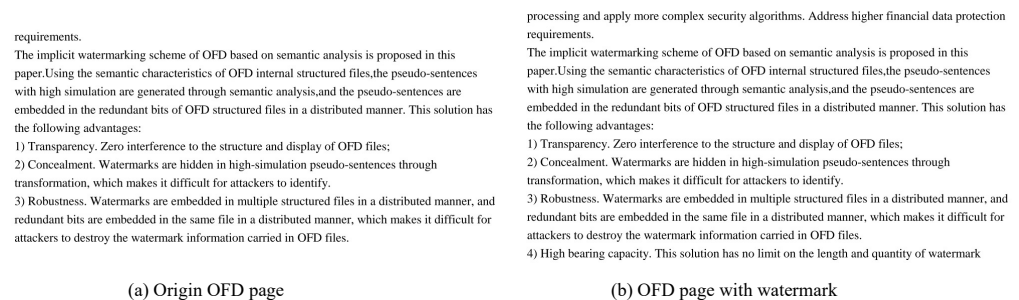 requirements.
The implicit watermarking scheme of OFD based on semantic analysis is proposed in this
paper.Using the semantic characteristics of OFD internal structured files,the pseudo-sentences
with high simulation are generated through semantic analysis,and the pseudo-sentences are
embedded in the redundant bits of OFD structured files in a distributed manner. This solution has
the following advantages:
1) Transparency. Zero interference to the structure and display of OFD files;
2) Concealment. Watermarks are hidden in high-simulation pseudo-sentences through
transformation, which makes it difficult for attackers to identify.
3) Robustness. Watermarks are embedded in multiple structured files in a distributed manner, and
redundant bits are embedded in the same file in a distributed manner, which makes it difficult for
attackers to destroy the watermark information carried in OFD files.
(a) Origin OFD page
processing and apply more complex security algorithms. Address higher financial data protection
requirements.
The implicit watermarking scheme of OFD based on semantic analysis is proposed in this
paper.Using the semantic characteristics of OFD internal structured files,the pseudo-sentences
with high simulation are generated through semantic analysis,and the pseudo-sentences are
embedded in the redundant bits of OFD structured files in a distributed manner. This solution has
the following advantages:
1) Transparency. Zero interference to the structure and display of OFD files;
2) Concealment. Watermarks are hidden in high-simulation pseudo-sentences through
transformation, which makes it difficult for attackers to identify.
3) Robustness. Watermarks are embedded in multiple structured files in a distributed manner, and
redundant bits are embedded in the same file in a distributed manner, which makes it difficult for
attackers to destroy the watermark information carried in OFD files.
4) High bearing capacity. This solution has no limit on the length and quantity of watermark
(b) OFD page with watermark